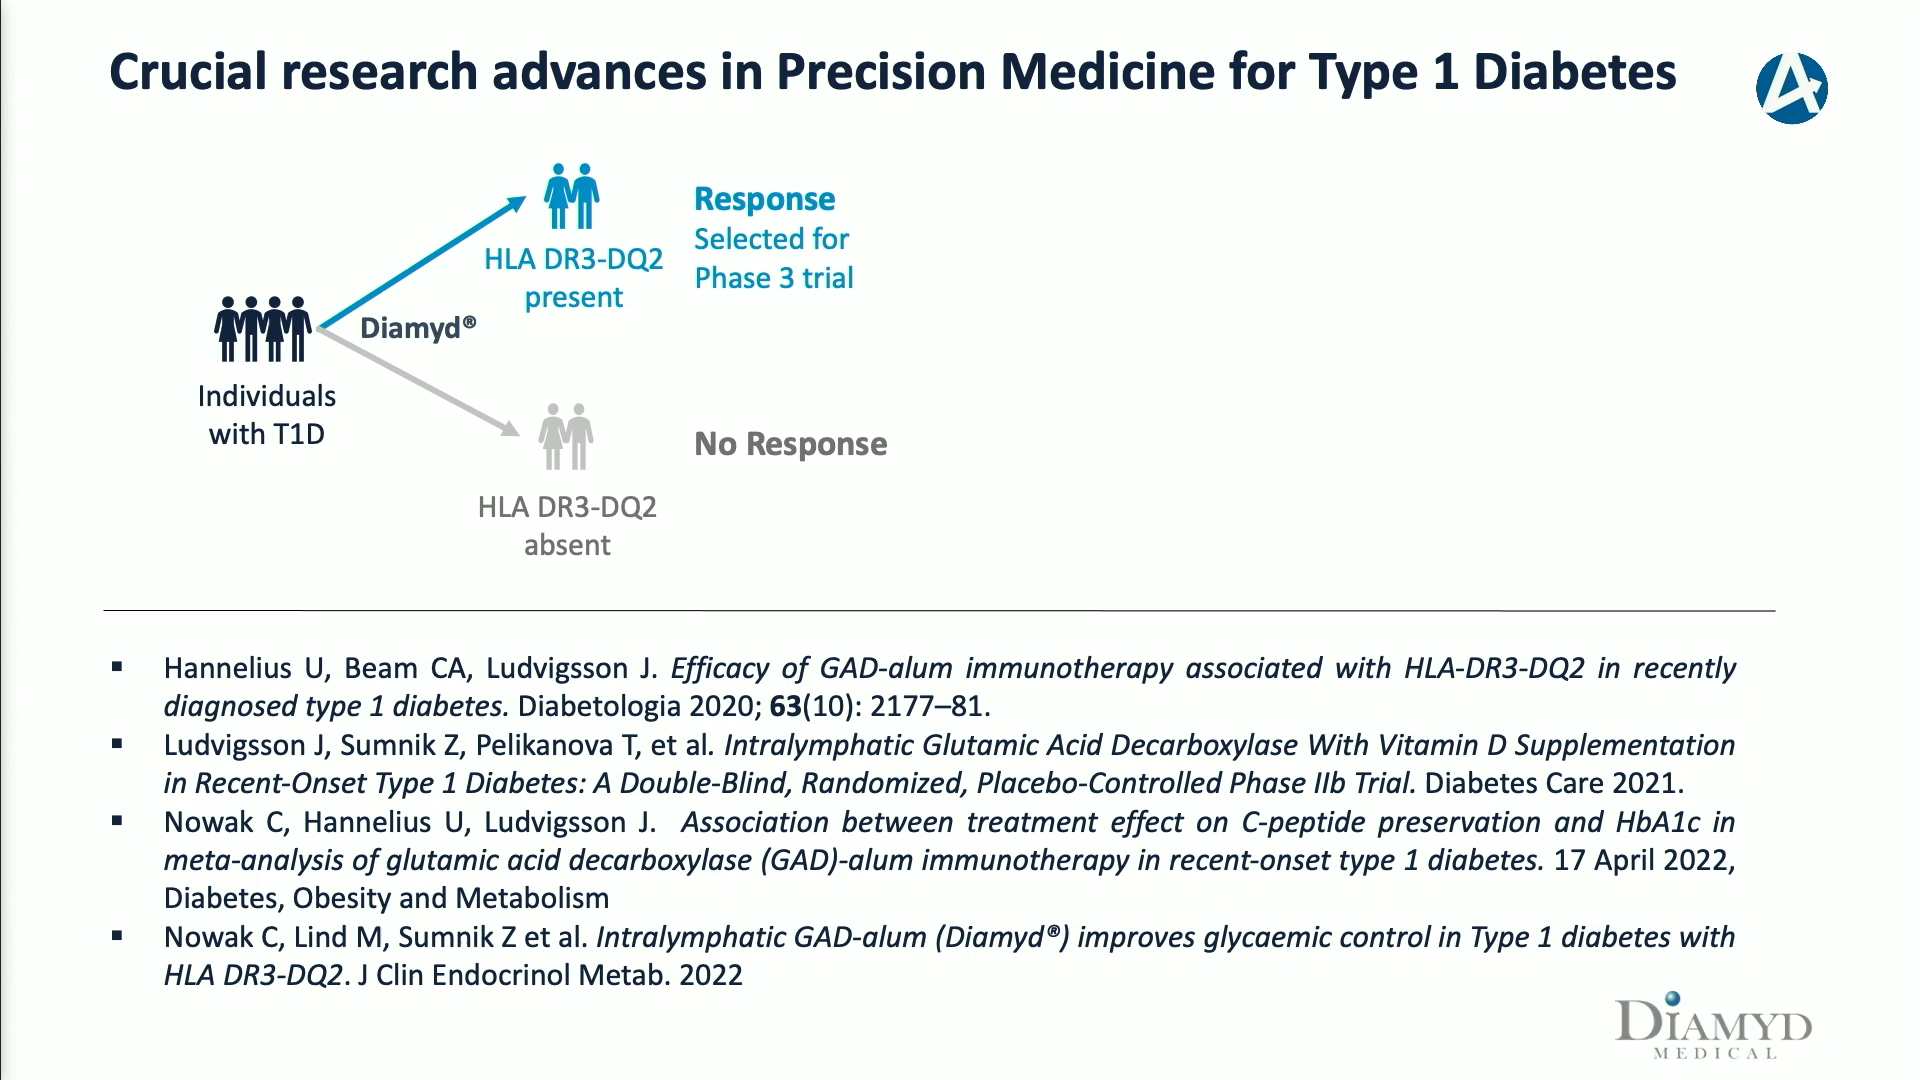 Crucial research advances in Precision Medicine for Type 1 Diabetes
Response
Selected for
Phase 3 trial
HLA DR3-DQ2
present
Diamyd®
Individuals
with T1D
No Response
HLA DR3-DQ2
absent
▪ Hannelius U, Beam CA, Ludvigsson J. Efficacy of GAD-alum immunotherapy associated with HLA-DR3-DQ2 in recently
diagnosed type 1 diabetes. Diabetologia 2020; 63(10): 2177–81.
▪ Ludvigsson J, Sumnik Z, Pelikanova T, et al. Intralymphatic Glutamic Acid Decarboxylase With Vitamin D Supplementation
in Recent-Onset Type 1 Diabetes: A Double-Blind, Randomized, Placebo-Controlled Phase IIb Trial. Diabetes Care 2021.
▪ Nowak C, Hannelius U, Ludvigsson J. Association between treatment effect on C-peptide preservation and HbA1c in
meta-analysis of glutamic acid decarboxylase (GAD)-alum immunotherapy in recent-onset type 1 diabetes. 17 April 2022,
Diabetes, Obesity and Metabolism
▪ Nowak C, Lind M, Sumnik Z et al. Intralymphatic GAD-alum (Diamyd®) improves glycaemic control in Type 1 diabetes with
HLA DR3-DQ2. J Clin Endocrinol Metab. 2022
DIAMYD
MEDICAL